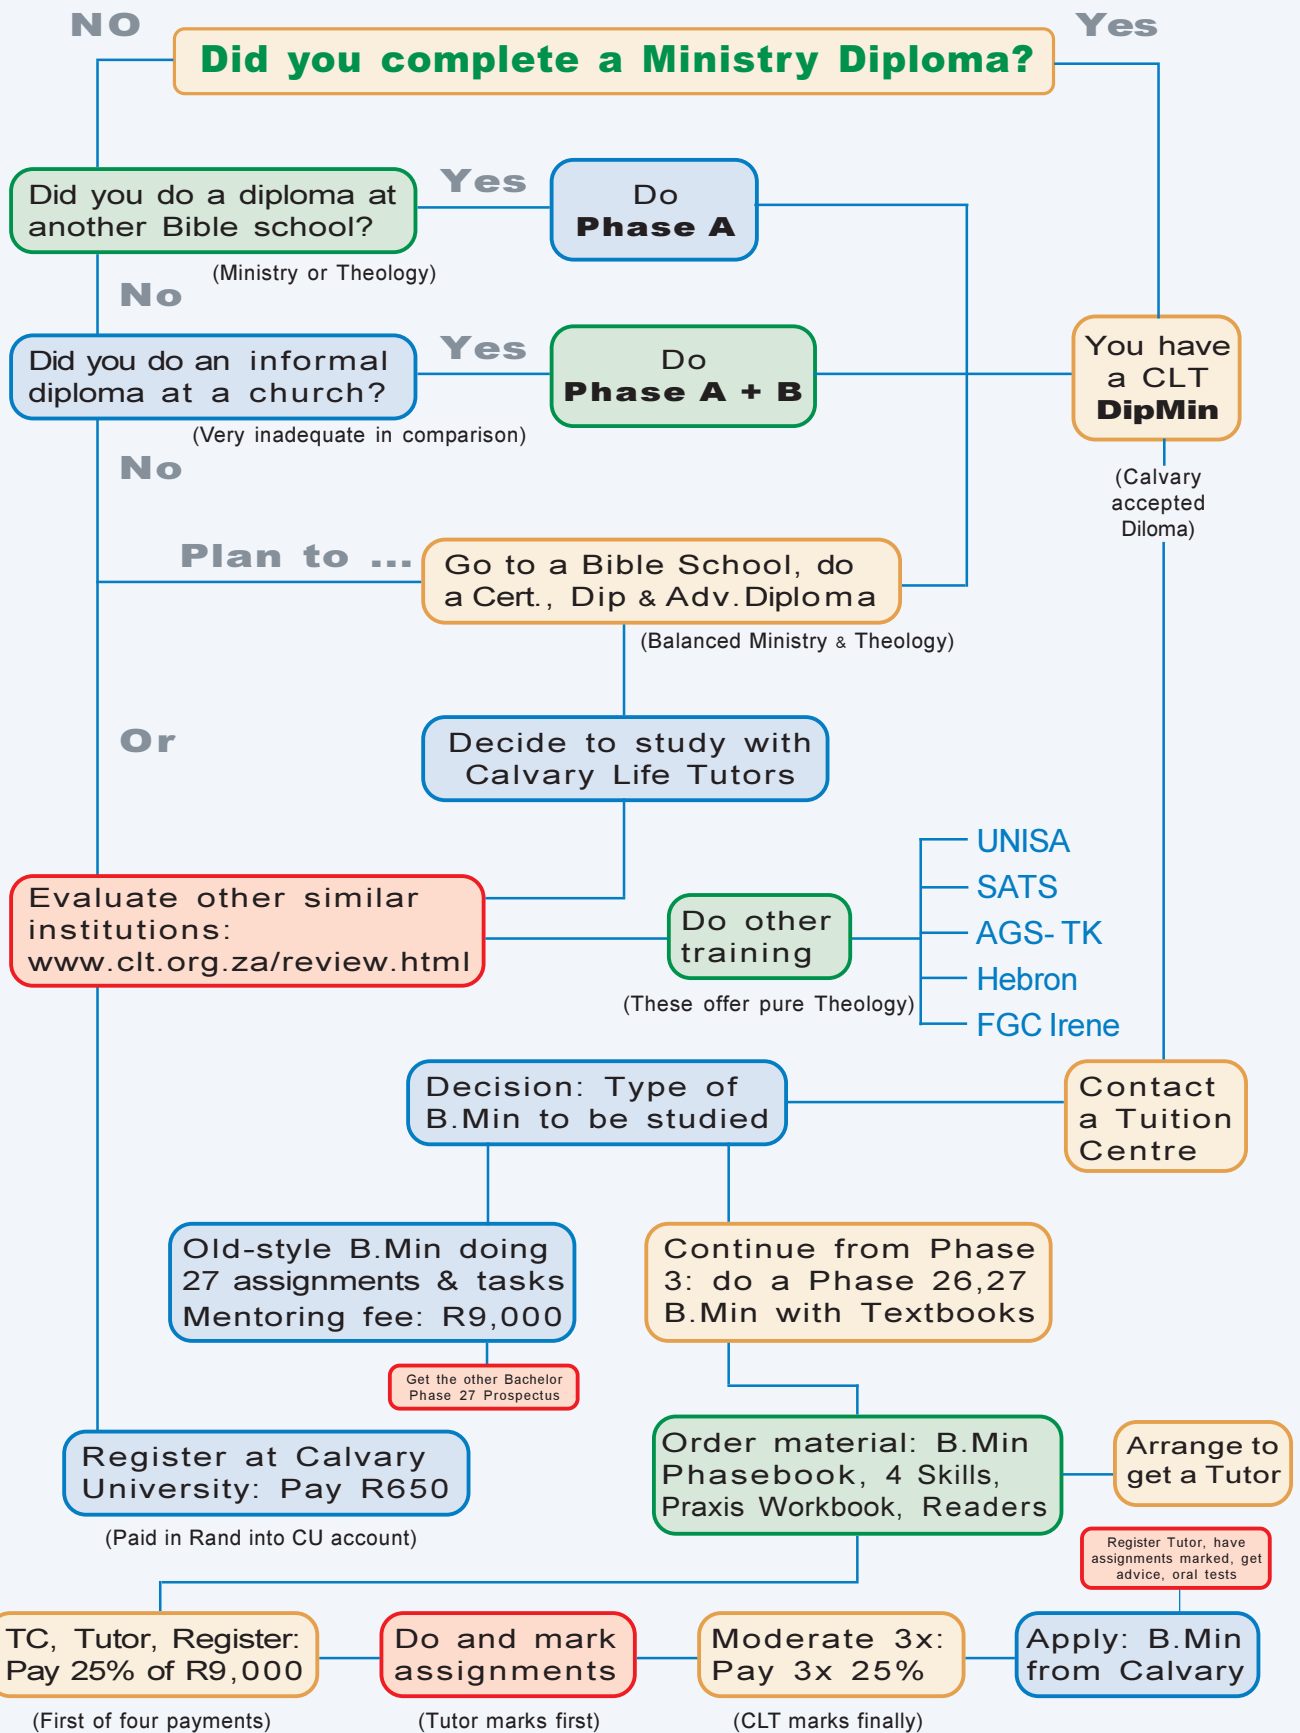 NO
Yes
Did you complete a Ministry Diploma?
Did you do a diploma at
another Bible school?
(Ministry or Theology)
Yes
Do
Phase A
No
Did you do an informal
diploma at a church?
(Very inadequate in comparison)
Yes
Do
Phase A + B
You have
a CLT
DipMin
(Calvary
accepted
Diloma)
No
Plan to ...
Go to a Bible School, do
a Cert., Dip & Adv.Diploma
(Balanced Ministry & Theology)
Or
Decide to study with
Calvary Life Tutors
Evaluate other similar
institutions:
www.clt.org.za/review.html
Do other
training
(These offer pure Theology)
UNISA
SATS
AGS- TK
Hebron
FGC Irene
Decision: Type of
B.Min to be studied
Contact
a Tuition
Centre
Old-style B.Min doing
27 assignments & tasks
Mentoring fee: R9,000
Get the other Bachelor
Phase 27 Prospectus
Continue from Phase
3: do a Phase 26,27
B.Min with Textbooks
Register at Calvary
University: Pay R650
(Paid in Rand into CU account)
Order material: B.Min
Phasebook, 4 Skills,
Praxis Workbook, Readers
Arrange to
get a Tutor
Register Tutor, have
assignments marked, get
advice, oral tests
TC, Tutor, Register:
Pay 25% of R9,000
(First of four payments)
Do and mark
assignments
(Tutor marks first)
Moderate 3x:
Pay 3x 25%
(CLT marks finally)
Apply: B.Min
from Calvary